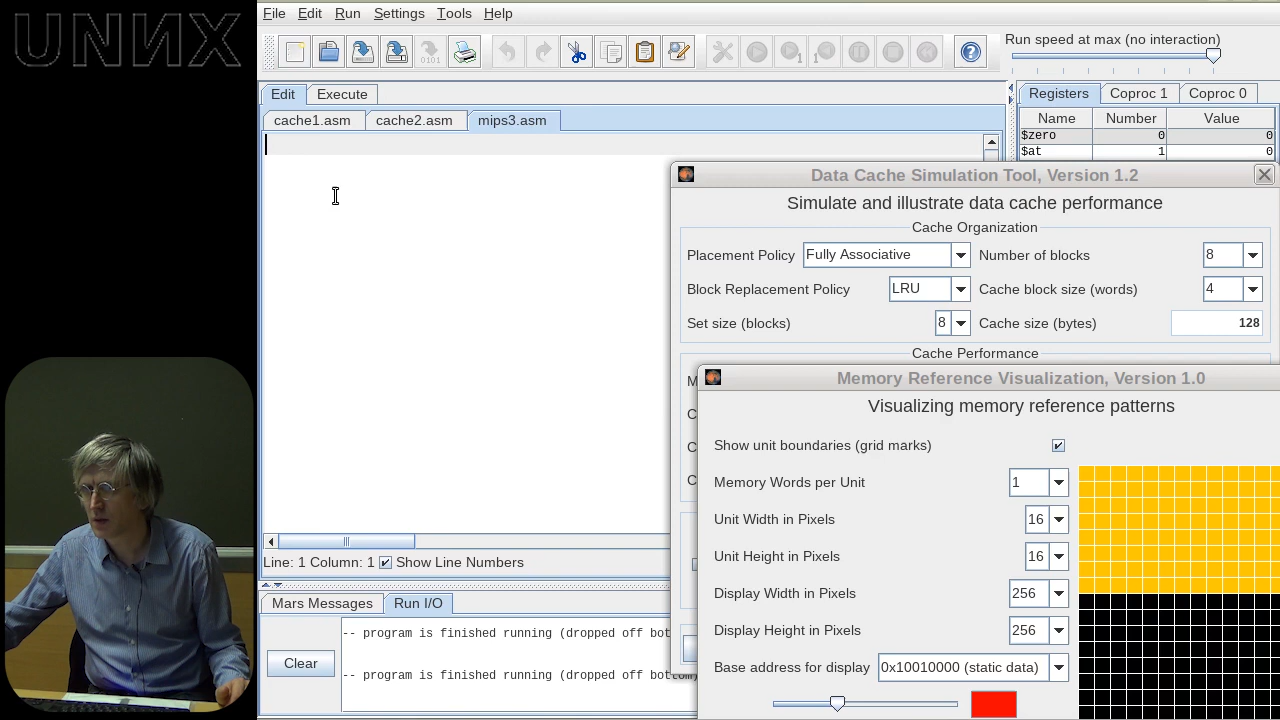 UNИX
File Edit Run Settings Tools Help
Run speed at max (no interaction)
Edit Execute
cache1.asm cache2.asm mips3.asm
Registers Coproc 1 Coproc 0
Name Number Value
$zero 0 0
$at 1 0
Data Cache Simulation Tool, Version 1.2
Simulate and illustrate data cache performance
Cache Organization
Placement Policy Fully Associative Number of blocks 8
Block Replacement Policy LRU Cache block size (words) 4
Set size (blocks) 8 Cache size (bytes) 128
Cache Performance
Memory Reference Visualization, Version 1.0
Visualizing memory reference patterns
Show unit boundaries (grid marks)
Memory Words per Unit 1
Unit Width in Pixels 16
Unit Height in Pixels 16
Display Width in Pixels 256
Display Height in Pixels 256
Base address for display 0x10010000 (static data)
Line: 1 Column: 1 Show Line Numbers
Mars Messages Run I/O
Clear
-- program is finished running (dropped off bot
-- program is finished running (dropped off bottom)